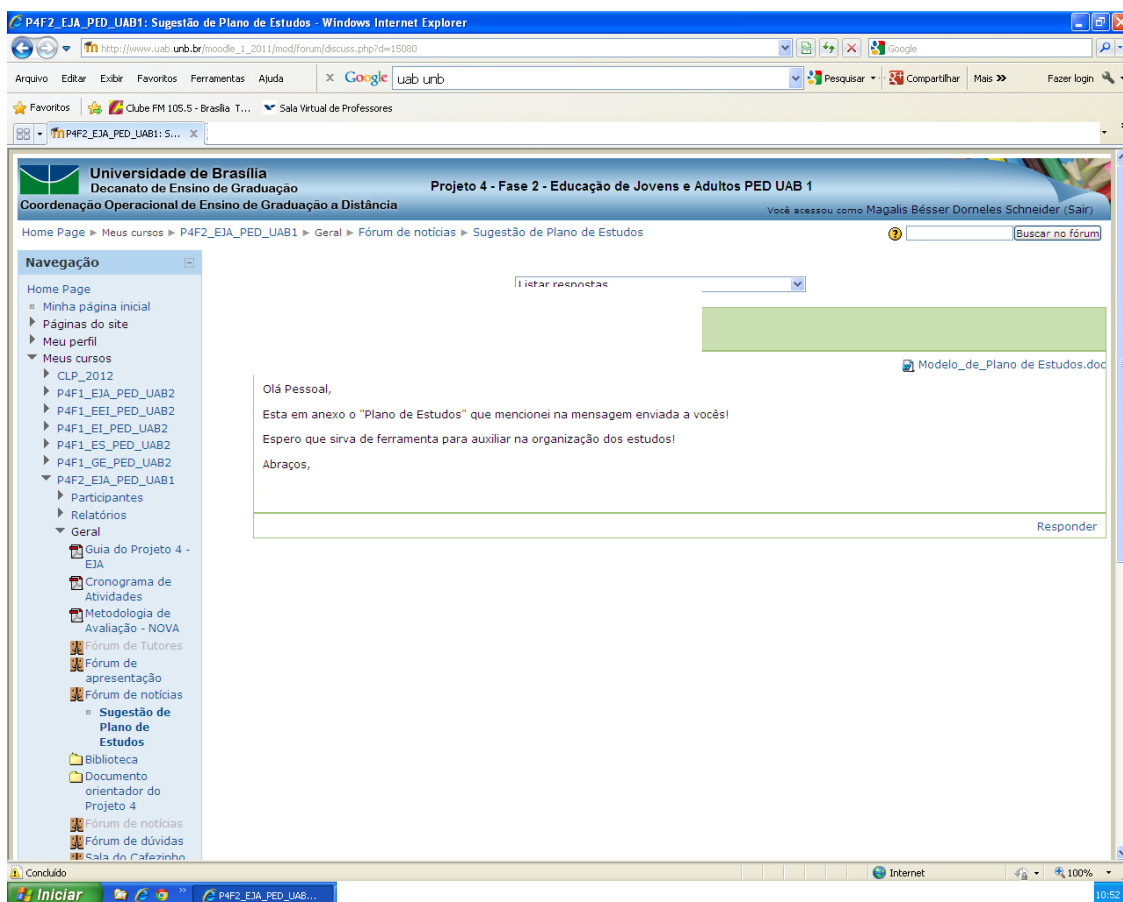 P4F2_EJA_PED_UAB1: Sugestão de Plano de Estudos - Windows Internet Explorer
http://www.uab.unb.br/moodle_1_2011/mod/forum/discuss.php?d=15080
Google
Arquivo Editar Exibir Favoritos Ferramentas Ajuda
x Google uab unb
Pesquisar Compartilhar Mais »
Fazer login
Favoritos Clube FM 105.5 - Brasília T... Sala Virtual de Professores
P4F2_EJA_PED_UAB1: S... X
Universidade de Brasília
Decanato de Ensino de Graduação
Coordenação Operacional de Ensino de Graduação a Distância
Projeto 4 - Fase 2 - Educação de Jovens e Adultos PED UAB 1
Você acessou como Magalis Bésser Dorneles Schneider (Sair)
Home Page ► Meus cursos ► P4F2_EJA_PED_UAB1 ► Geral ► Fórum de notícias ► Sugestão de Plano de Estudos
Buscar no fórum
Navegação
Home Page
Minha página inicial
Páginas do site
Meu perfil
Meus cursos
CLP_2012
P4F1_EJA_PED_UAB2
P4F1_EEI_PED_UAB2
P4F1_EI_PED_UAB2
P4F1_ES_PED_UAB2
P4F1_GE_PED_UAB2
P4F2_EJA_PED_UAB1
Participantes
Relatórios
Geral
Guia do Projeto 4 -
EJA
Cronograma de
Atividades
Metodologia de
Avaliação - NOVA
Fórum de Tutores
Fórum de
apresentação
Fórum de notícias
Sugestão de
Plano de
Estudos
Biblioteca
Documento
orientador do
Projeto 4
Fórum de notícias
Fórum de dúvidas
Sala do Cafezinho
Listar respostas
Modelo_de_Plano de Estudos.doc
Olá Pessoal,
Esta em anexo o "Plano de Estudos" que mencionei na mensagem enviada a vocês!
Espero que sirva de ferramenta para auxiliar na organização dos estudos!
Abraços,
Responder
Concluído
Internet
100%
Iniciar
P4F2_EJA_PED_UAB...
10:52